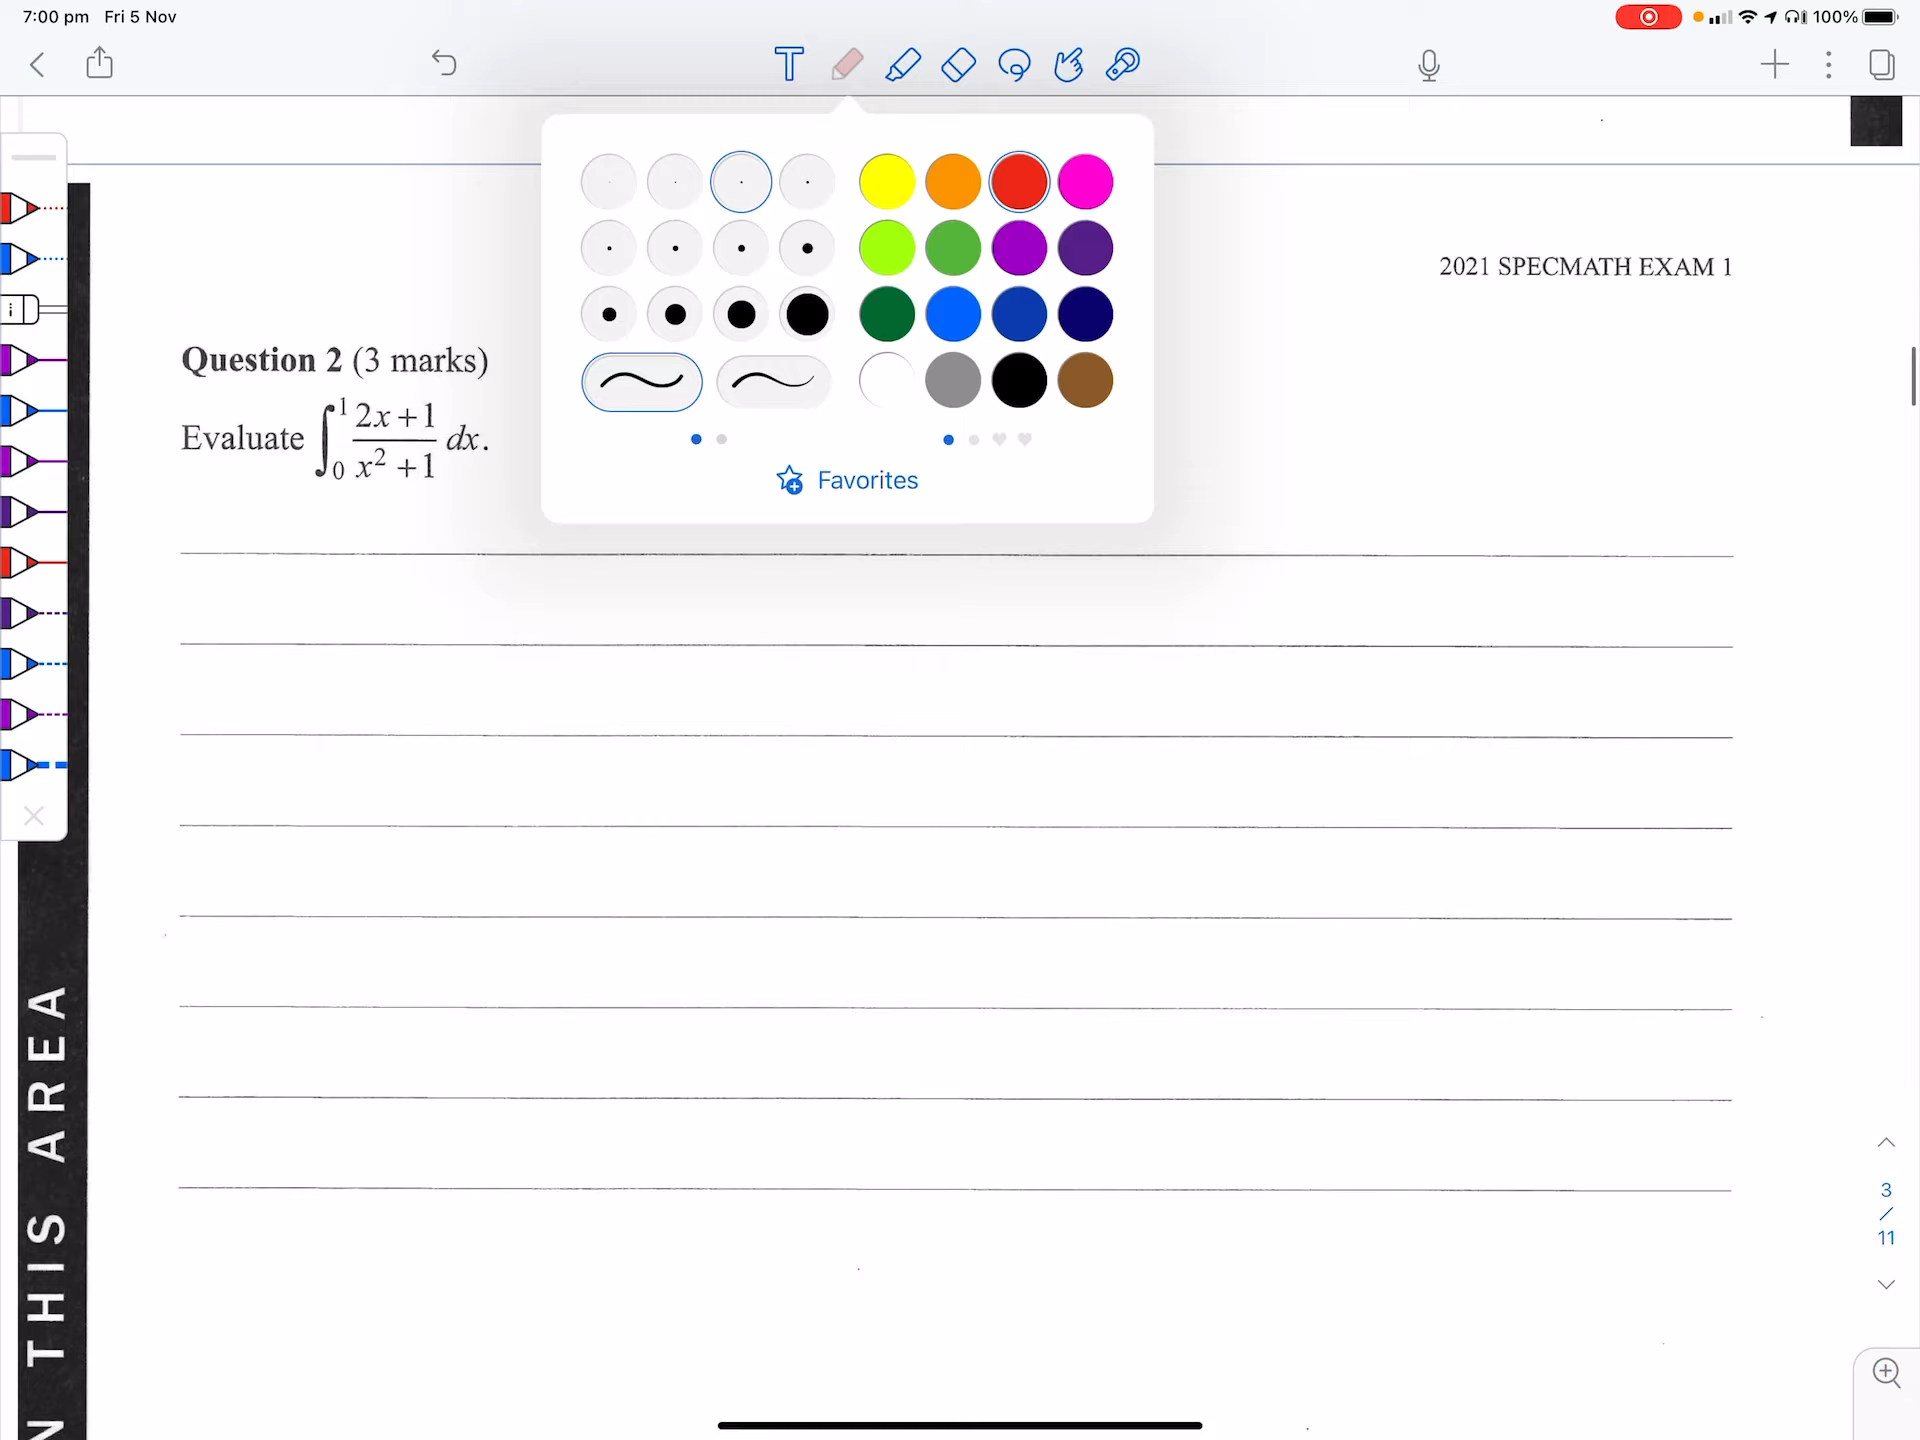 7:00 pm Fri 5 Nov
100%
T
2021 SPECMATH EXAM 1
Question 2 (3 marks)
Evaluate ∫₀¹ (2x+1)/(x²+1) dx.
Favorites
i
N THIS AREA
3
/
11